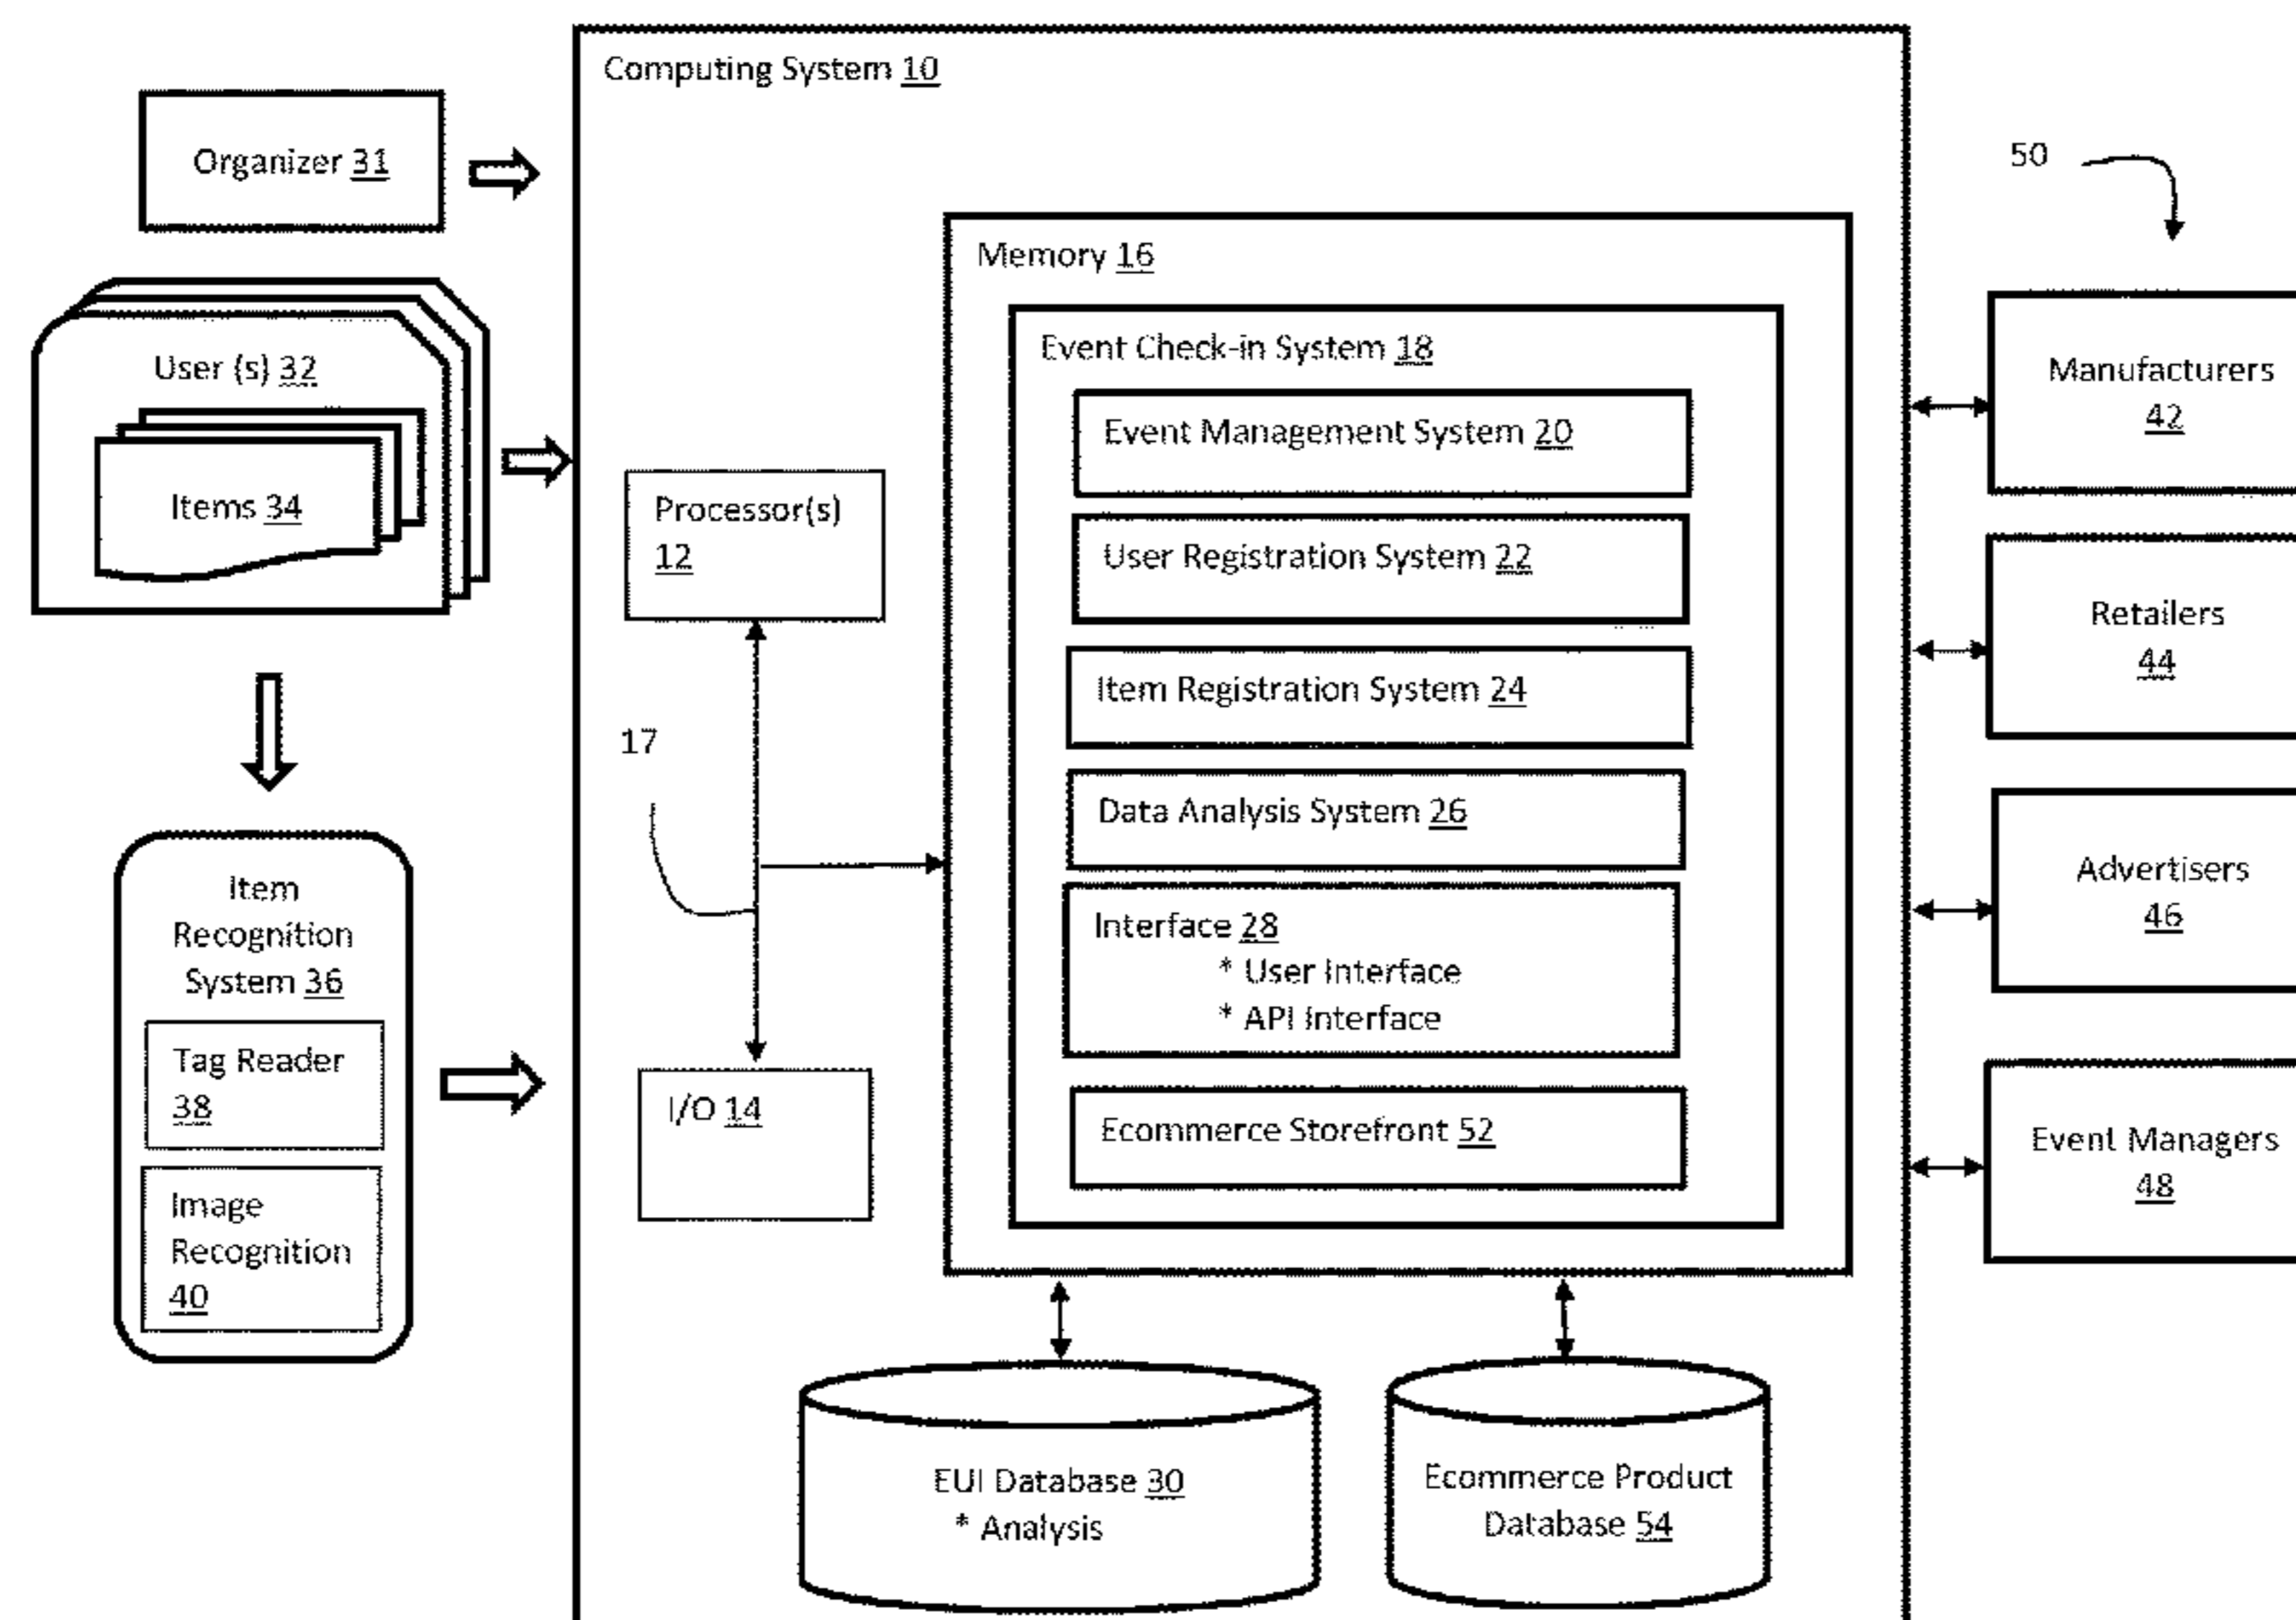 Computing System 10
Organizer 31
50
Memory 16
Event Check-in System 18
User (s) 32
Items 34
Manufacturers
42
Event Management System 20
Processor(s)
12
User Registration System 22
Retailers
44
Item Registration System 24
17
Data Analysis System 26
Advertisers
46
Item
Recognition
System 36
Interface 28
* User Interface
* API Interface
Tag Reader
38
I/O 14
Ecommerce Storefront 52
Event Managers
48
Image
Recognition
40
EUI Database 30
* Analysis
Ecommerce Product
Database 54